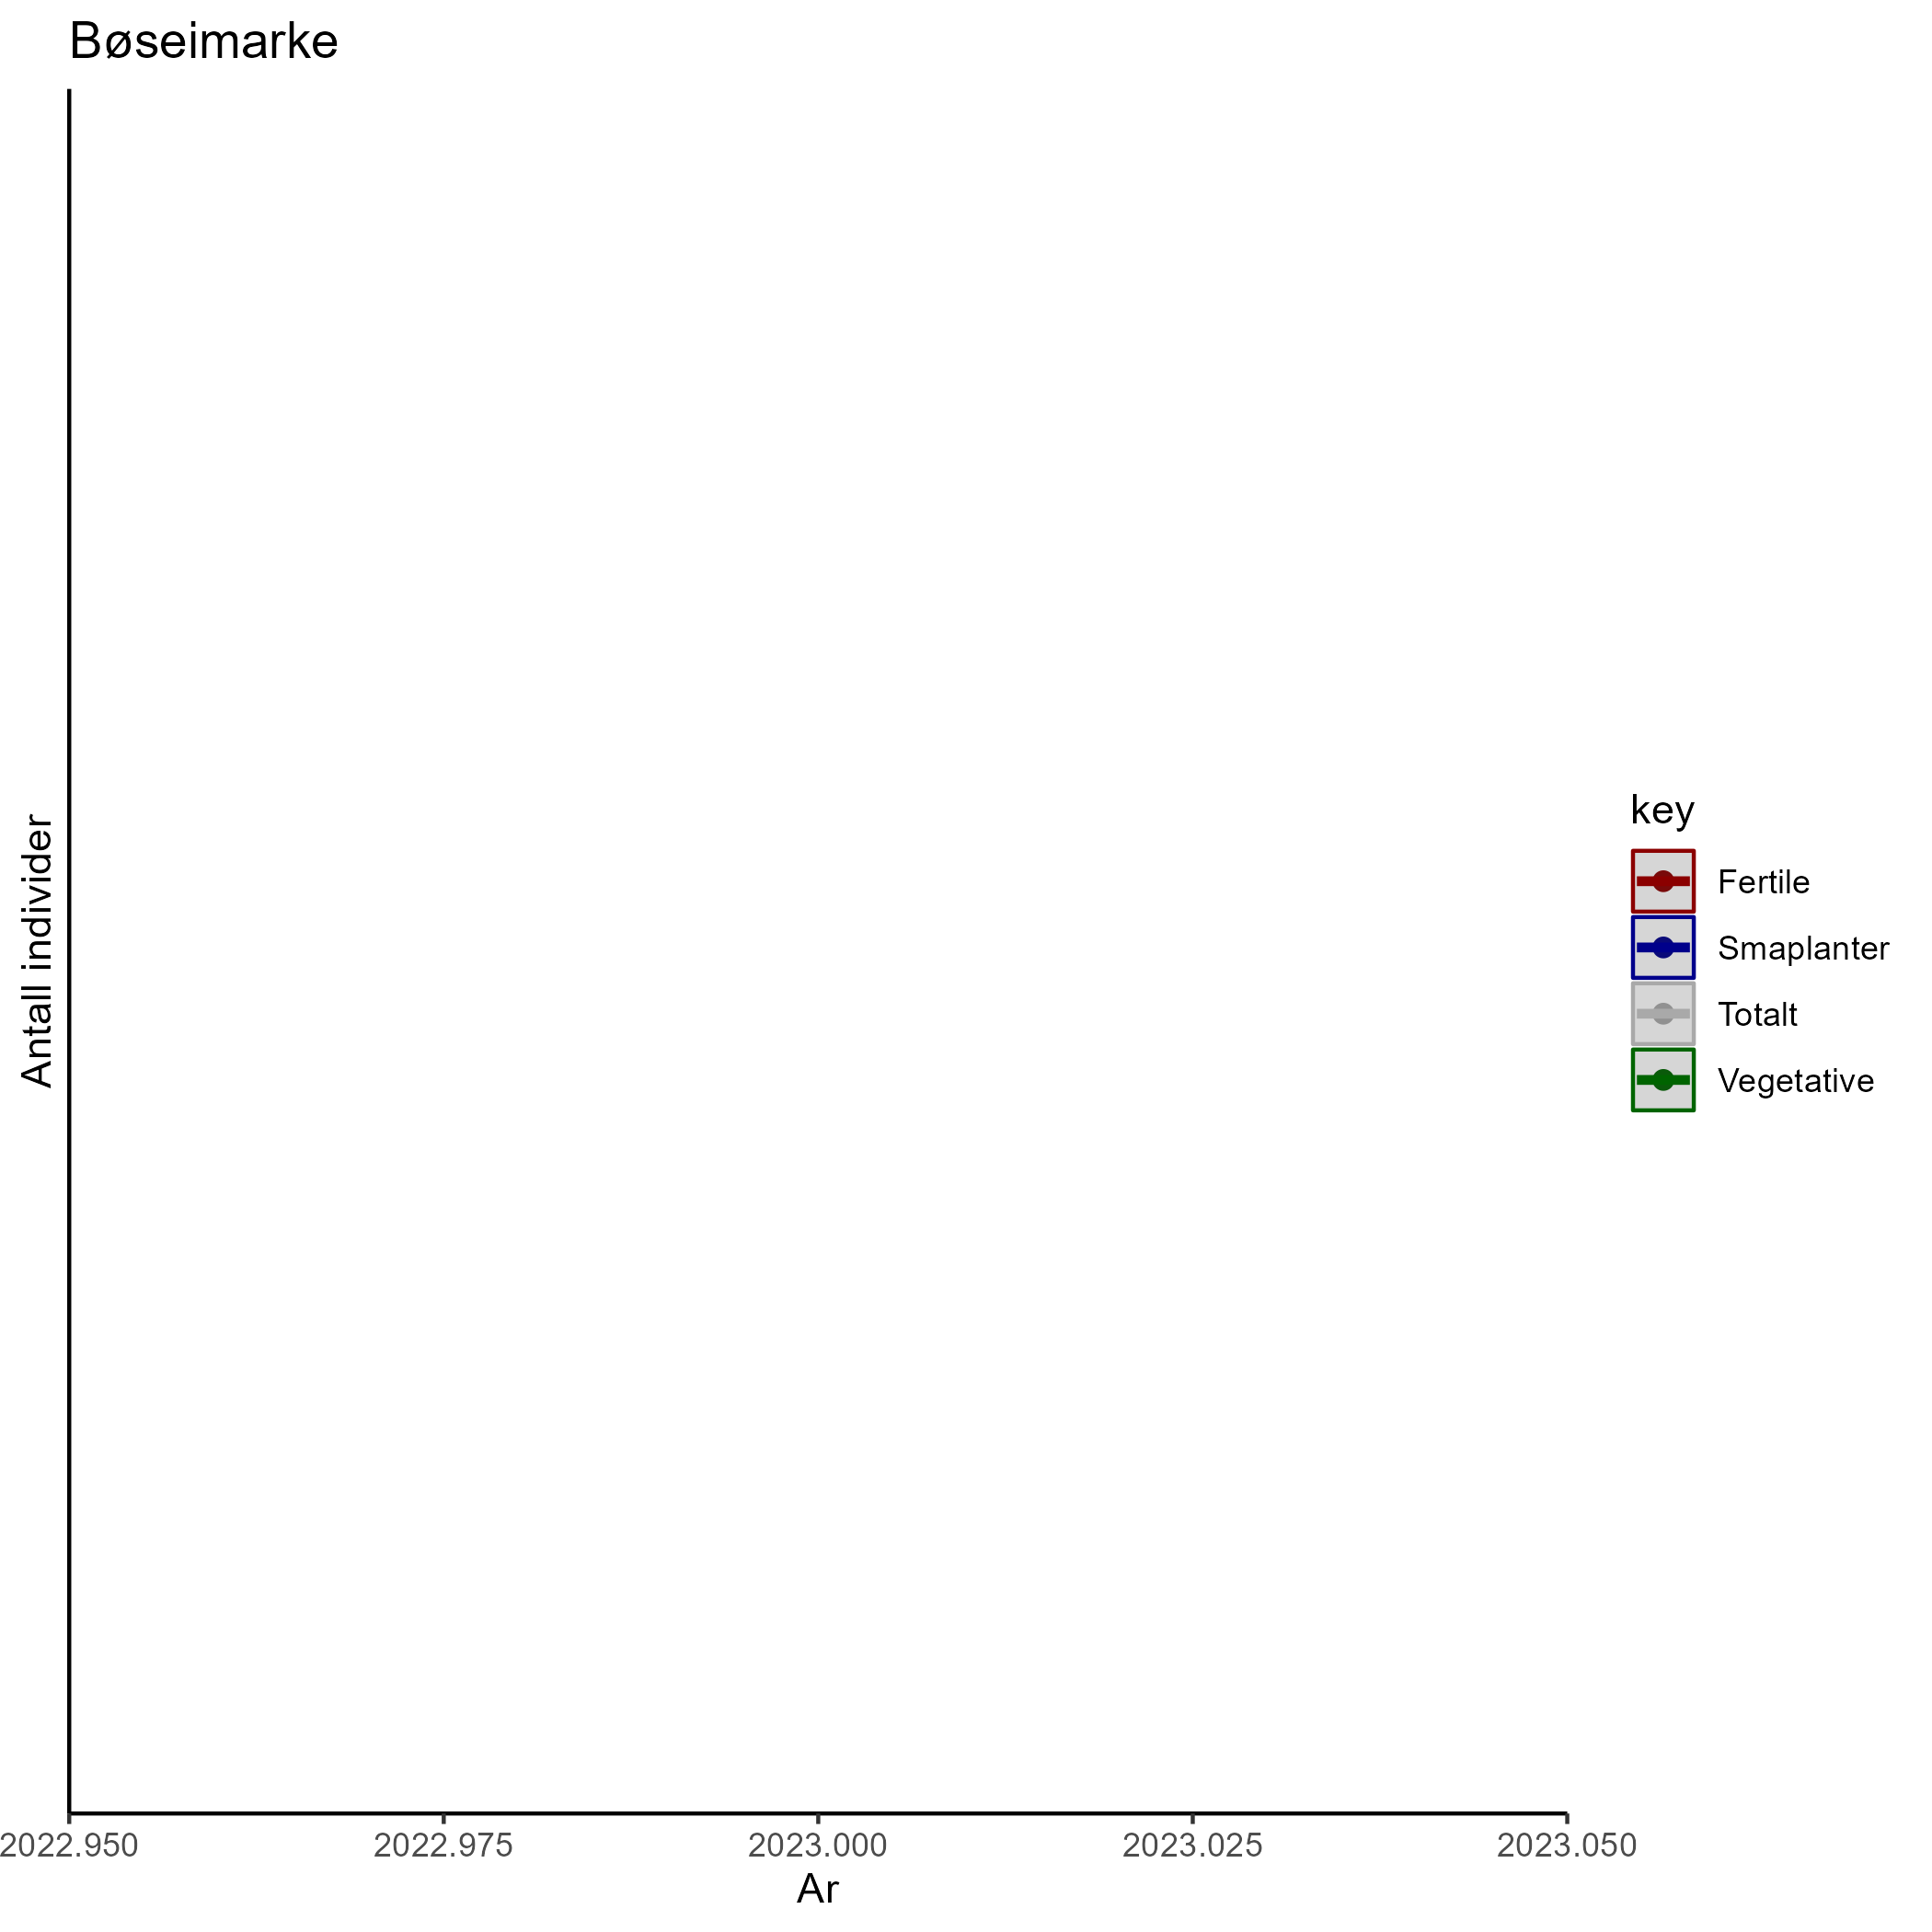 Bøseimarke
Antall individer
key
Fertile
Smaplanter
Totalt
Vegetative
2022.950
2022.975
2023.000
2023.025
2023.050
Ar